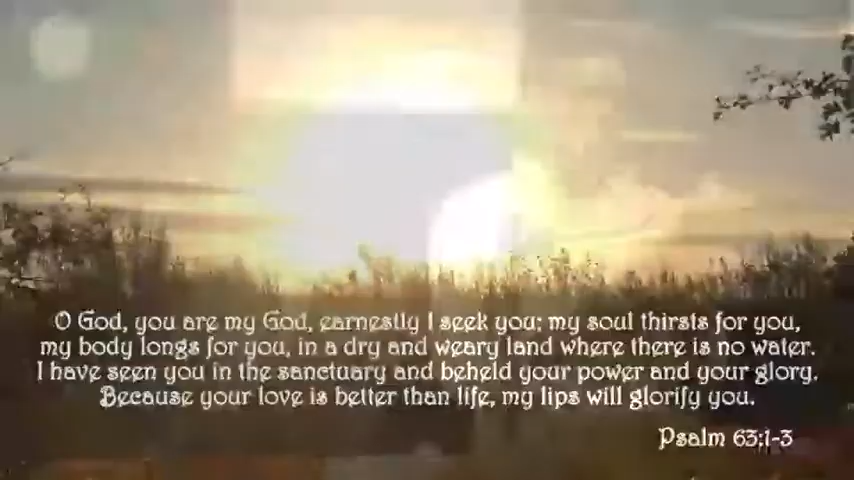 O God, you are my God, earnestly I seek you; my soul thirsts for you,
my body longs for you, in a dry and weary land where there is no water.
I have seen you in the sanctuary and beheld your power and your glory.
Because your love is better than life, my lips will glorify you.
Psalm 63:1-3